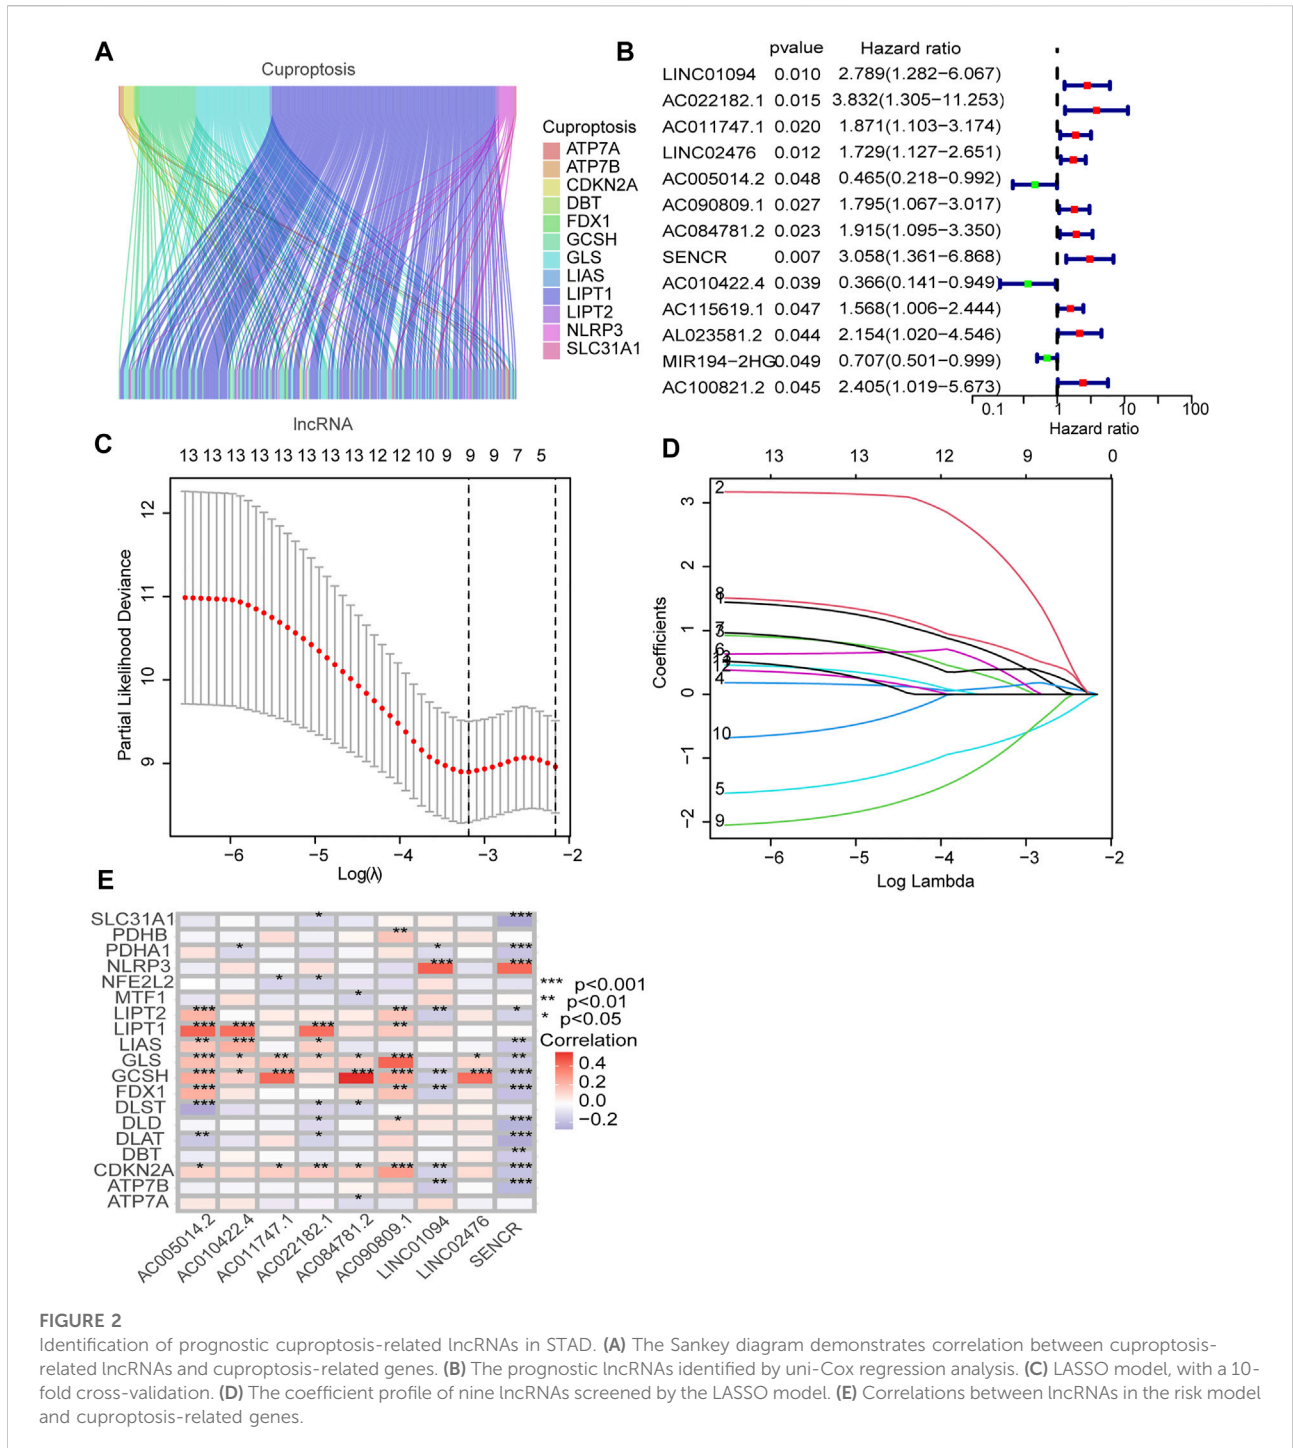 A
Cuproptosis
Cuproptosis
ATP7A
ATP7B
CDKN2A
DBT
FDX1
GCSH
GLS
LIAS
LIPT1
LIPT2
NLRP3
SLC31A1
lncRNA
B
pvalue Hazard ratio
LINC01094 0.010 2.789(1.282−6.067)
AC022182.1 0.015 3.832(1.305−11.253)
AC011747.1 0.020 1.871(1.103−3.174)
LINC02476 0.012 1.729(1.127−2.651)
AC005014.2 0.048 0.465(0.218−0.992)
AC090809.1 0.027 1.795(1.067−3.017)
AC084781.2 0.023 1.915(1.095−3.350)
SENCR 0.007 3.058(1.361−6.868)
AC010422.4 0.039 0.366(0.141−0.949)
AC115619.1 0.047 1.568(1.006−2.444)
AL023581.2 0.044 2.154(1.020−4.546)
MIR194−2HG 0.049 0.707(0.501−0.999)
AC100821.2 0.045 2.405(1.019−5.673)
0.1 1 10 100
Hazard ratio
C
13 13 13 13 13 13 13 13 12 12 10 9 9 9 7 5
12
11
10
9
Partial Likelihood Deviance
−6 −5 −4 −3 −2
Log(λ)
D
13 13 12 9 0
3
2
1
0
−1
−2
Coefficients
2
8
1
7
3
6
13
11
12
4
10
5
9
−6 −5 −4 −3 −2
Log Lambda
E
SLC31A1 * ***
PDHB **
PDHA1 * * ***
NLRP3 *** ***
NFE2L2 * *
MTF1 *
LIPT2 *** ** ** *
LIPT1 *** *** *** **
LIAS ** *** * **
GLS *** * ** * * *** * **
GCSH *** * *** *** *** ** *** ***
FDX1 *** ** ** ***
DLST *** * *
DLD * * ***
DLAT ** * ***
DBT **
CDKN2A * * ** * *** ** ***
ATP7B ** ***
ATP7A *
AC005014.2
AC010422.4
AC011747.1
AC022182.1
AC084781.2
AC090809.1
LINC01094
LINC02476
SENCR
*** p<0.001
** p<0.01
* p<0.05
Correlation
0.4
0.2
0.0
−0.2
FIGURE 2
Identification of prognostic cuproptosis-related lncRNAs in STAD. (A) The Sankey diagram demonstrates correlation between cuproptosis-
related lncRNAs and cuproptosis-related genes. (B) The prognostic lncRNAs identified by uni-Cox regression analysis. (C) LASSO model, with a 10-
fold cross-validation. (D) The coefficient profile of nine lncRNAs screened by the LASSO model. (E) Correlations between lncRNAs in the risk model
and cuproptosis-related genes.